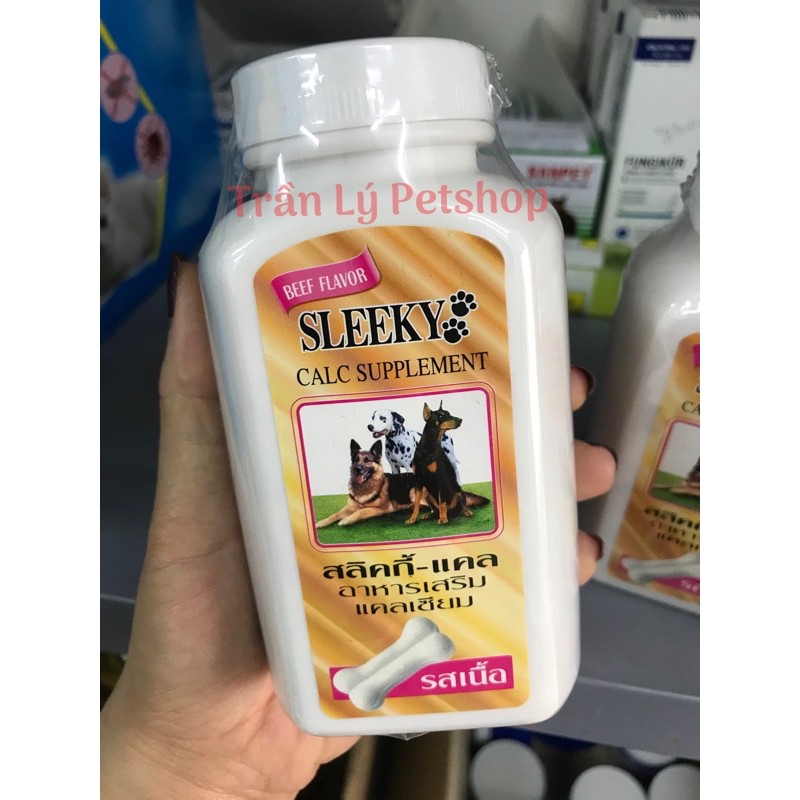 Trần Lý Petshop
BEEF FLAVOR
SLEEKY
CALC SUPPLEMENT
สลิคกี้-แคล
อาหารเสริม
แคลเซียม
รสเนื้อ
FUNGIKUR